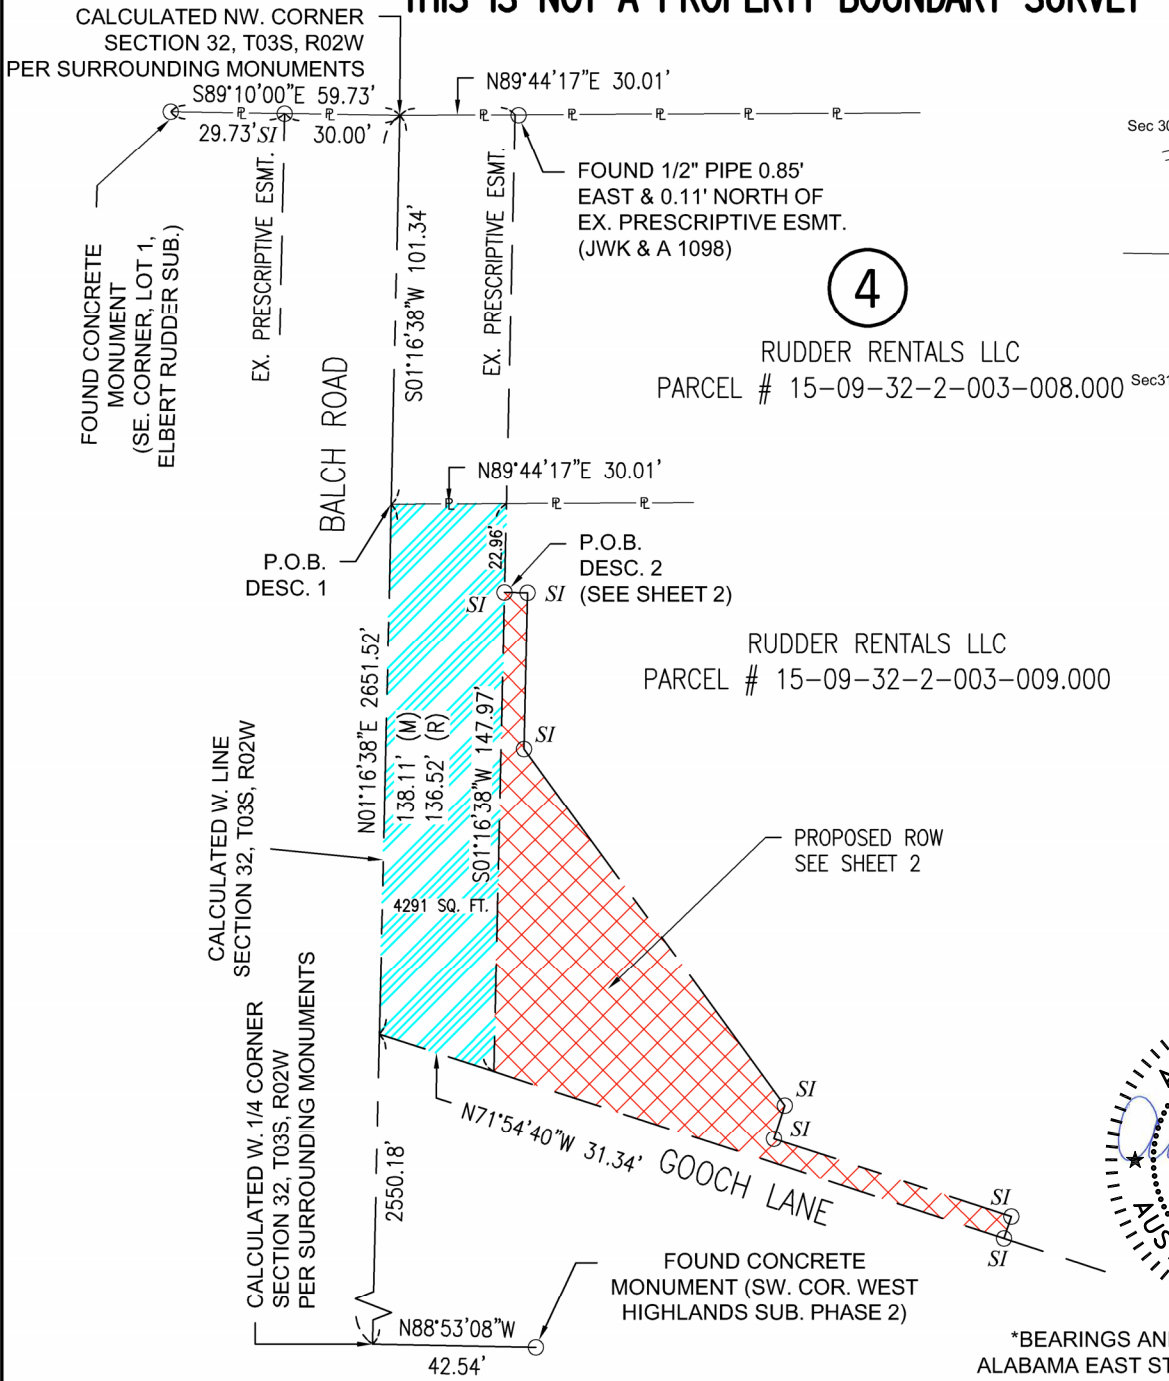 THIS IS NOT A PROPERTY BOUNDARY SURVEY
CALCULATED NW. CORNER
SECTION 32, T03S, R02W
PER SURROUNDING MONUMENTS
S89°10'00"E 59.73'
29.73' SI
30.00'
N89°44'17"E 30.01'
FOUND 1/2" PIPE 0.85'
EAST & 0.11' NORTH OF
EX. PRESCRIPTIVE ESMT.
(JWK & A 1098)
Sec 30
FOUND CONCRETE
MONUMENT
(SE. CORNER, LOT 1,
ELBERT RUDDER SUB.)
EX. PRESCRIPTIVE ESMT.
S01°16'38"W 101.34'
EX. PRESCRIPTIVE ESMT.
BALCH ROAD
4
RUDDER RENTALS LLC
PARCEL # 15-09-32-2-003-008.000
Sec31
N89°44'17"E 30.01'
P.O.B.
DESC. 1
22.96'
P.O.B.
DESC. 2
(SEE SHEET 2)
SI
SI
SI
RUDDER RENTALS LLC
PARCEL # 15-09-32-2-003-009.000
N01°16'38"E 2651.52'
138.11' (M)
136.52' (R)
S01°16'38"W 147.97'
4291 SQ. FT.
CALCULATED W. LINE
SECTION 32, T03S, R02W
PROPOSED ROW
SEE SHEET 2
CALCULATED W. 1/4 CORNER
SECTION 32, T03S, R02W
PER SURROUNDING MONUMENTS
2550.18'
N71°54'40"W 31.34'
GOOCH LANE
SI
SI
SI
SI
FOUND CONCRETE
MONUMENT (SW. COR. WEST
HIGHLANDS SUB. PHASE 2)
N88°53'08"W
42.54'
AUS
*BEARINGS AN
ALABAMA EAST ST